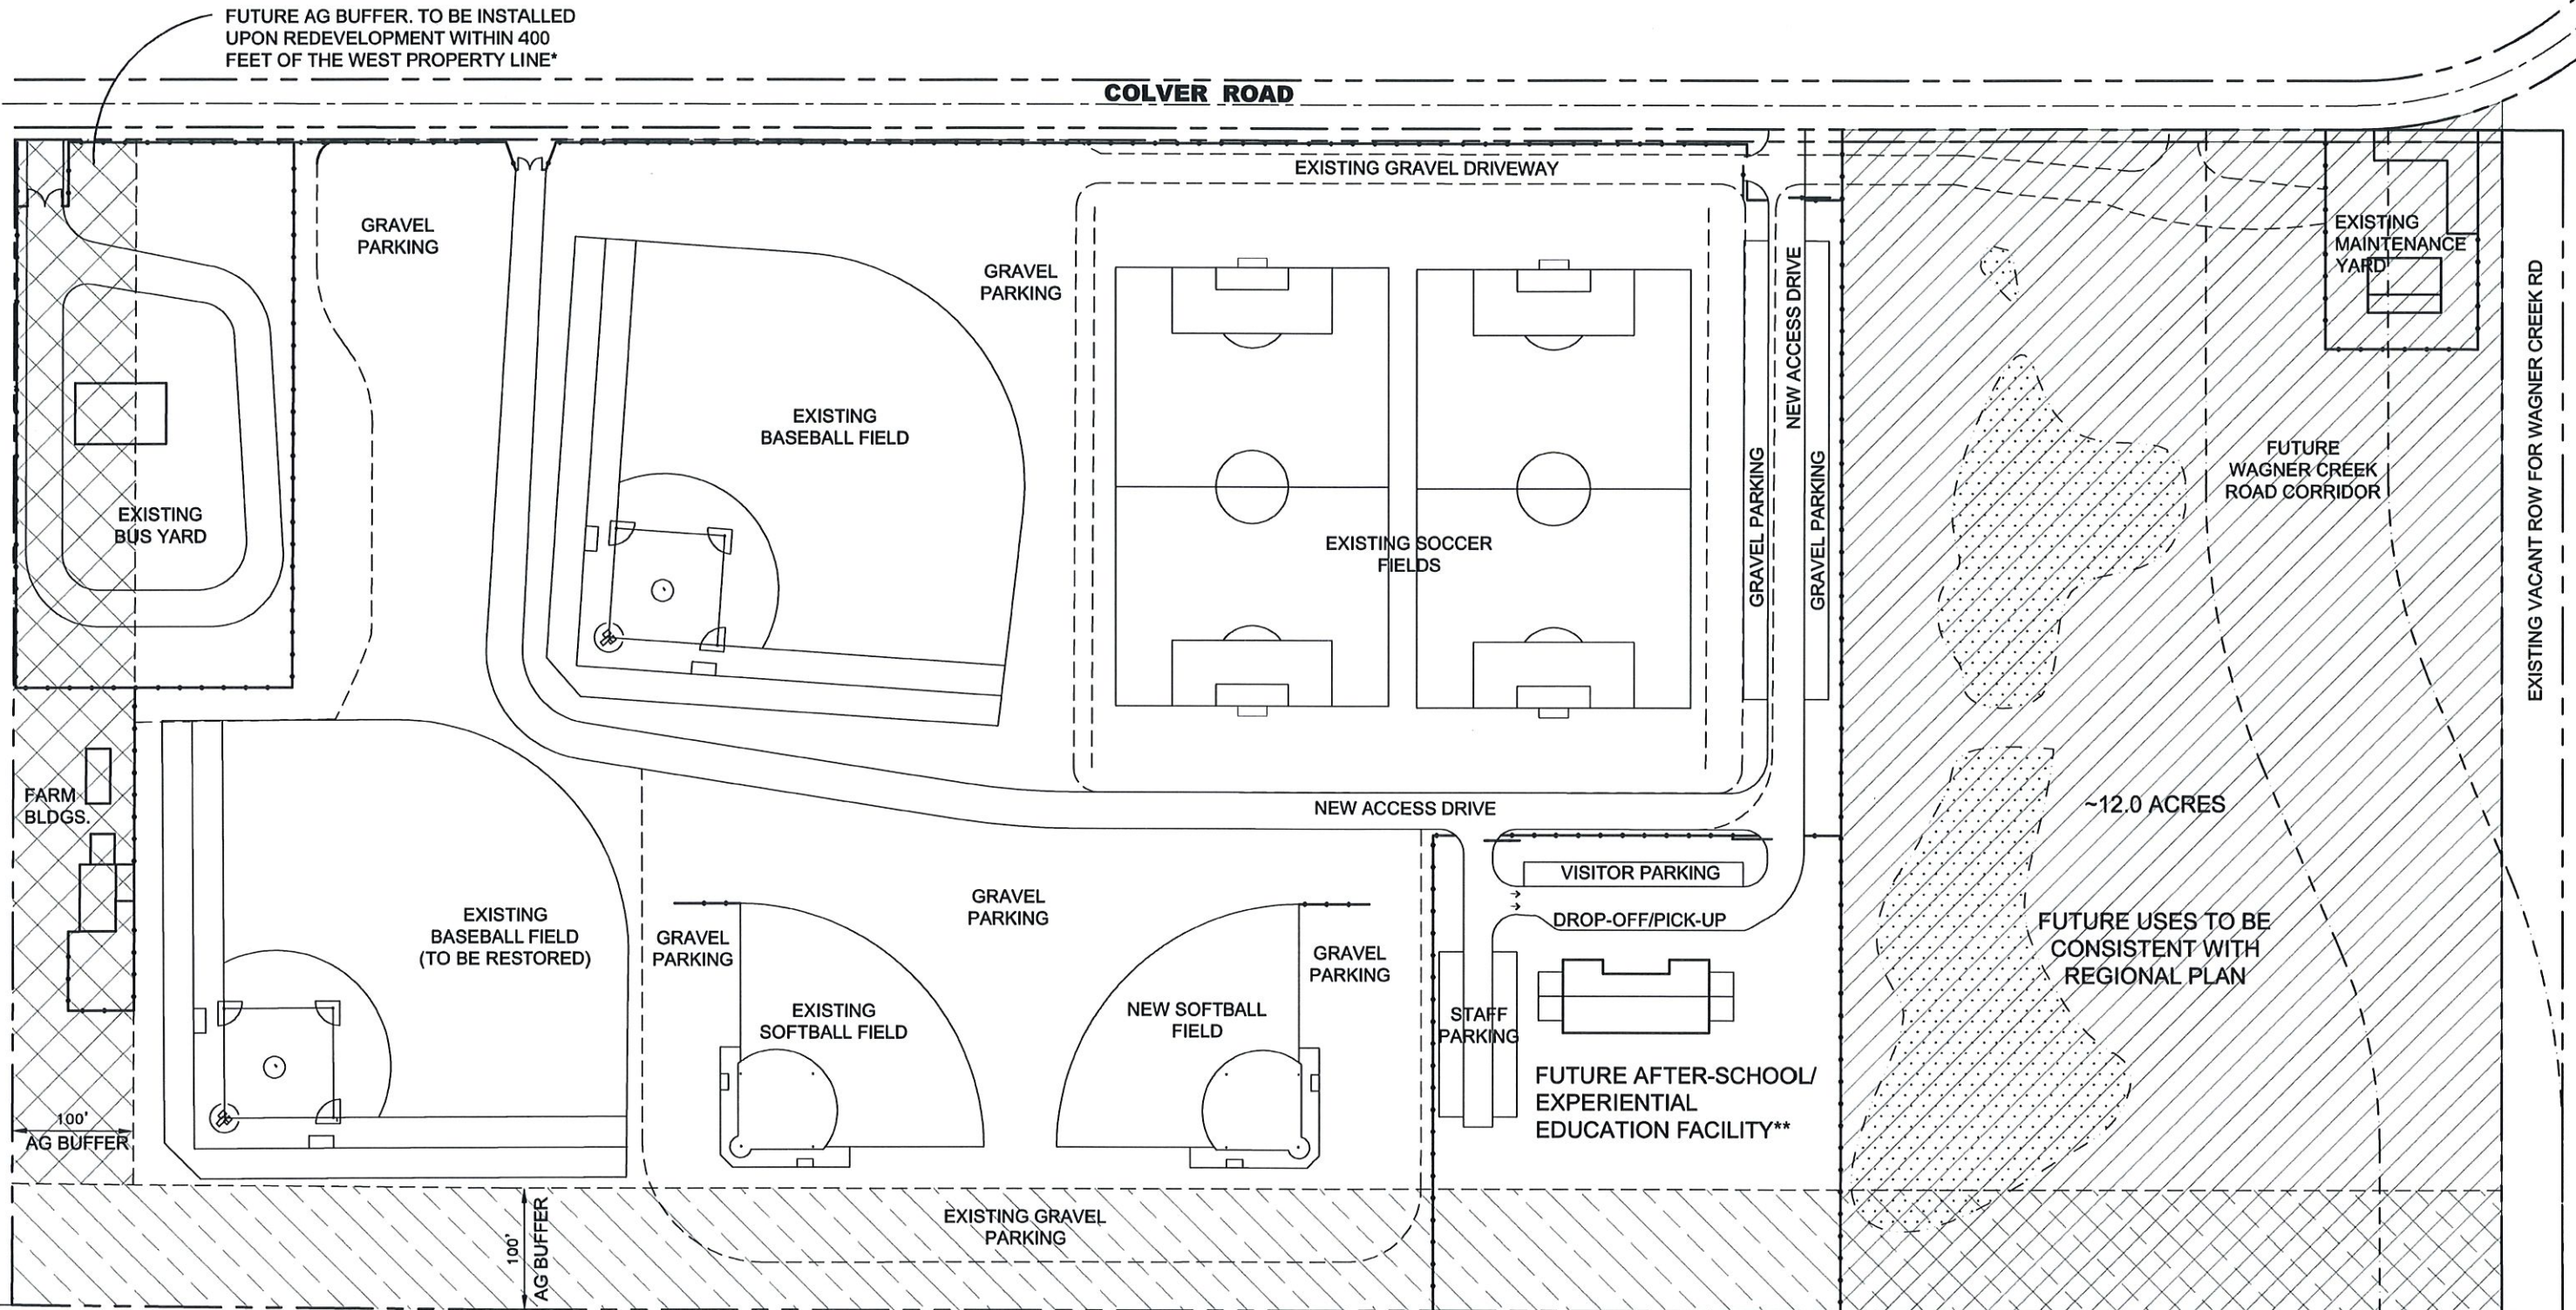 FUTURE AG BUFFER. TO BE INSTALLED
UPON REDEVELOPMENT WITHIN 400
FEET OF THE WEST PROPERTY LINE*
COLVER ROAD
EXISTING GRAVEL DRIVEWAY
GRAVEL
PARKING
GRAVEL
PARKING
EXISTING
MAINTENANCE
YARD
EXISTING VACANT ROW FOR WAGNER CREEK RD
NEW ACCESS DRIVE
EXISTING
BASEBALL FIELD
FUTURE
WAGNER CREEK
ROAD CORRIDOR
GRAVEL PARKING
GRAVEL PARKING
EXISTING
BUS YARD
EXISTING SOCCER
FIELDS
FARM
BLDGS.
NEW ACCESS DRIVE
~12.0 ACRES
VISITOR PARKING
DROP-OFF/PICK-UP
EXISTING
BASEBALL FIELD
(TO BE RESTORED)
GRAVEL
PARKING
GRAVEL
PARKING
GRAVEL
PARKING
FUTURE USES TO BE
CONSISTENT WITH
REGIONAL PLAN
EXISTING
SOFTBALL FIELD
NEW SOFTBALL
FIELD
STAFF
PARKING
FUTURE AFTER-SCHOOL/
EXPERIENTIAL
EDUCATION FACILITY**
100'
AG BUFFER
100'
AG BUFFER
EXISTING GRAVEL
PARKING